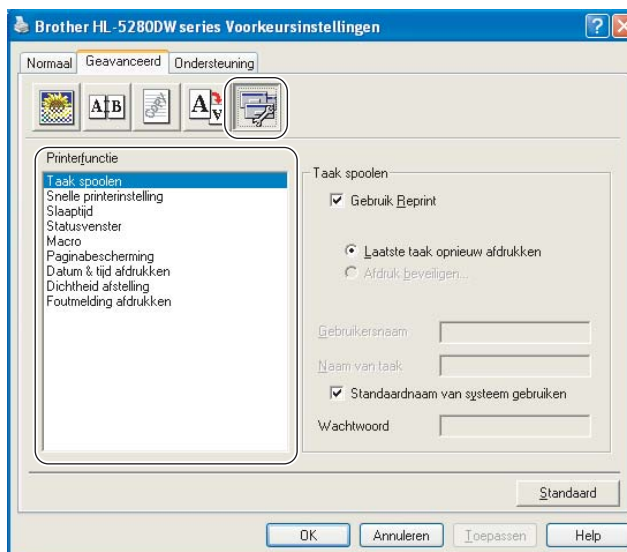 Brother HL-5280DW series Voorkeursinstellingen
Normaal Geavanceerd Ondersteuning
A B
A A
Printerfunctie
Taak spoolen
Snelle printerinstelling
Slaaptijd
Statusvenster
Macro
Paginabescherming
Datum & tijd afdrukken
Dichtheid afstelling
Foutmelding afdrukken
Taak spoolen
Gebruik Reprint
Laatste taak opnieuw afdrukken
Afdruk beveiligen...
Gebruikersnaam
Naam van taak
Standaardnaam van systeem gebruiken
Wachtwoord
Standaard
OK Annuleren Toepassen Help